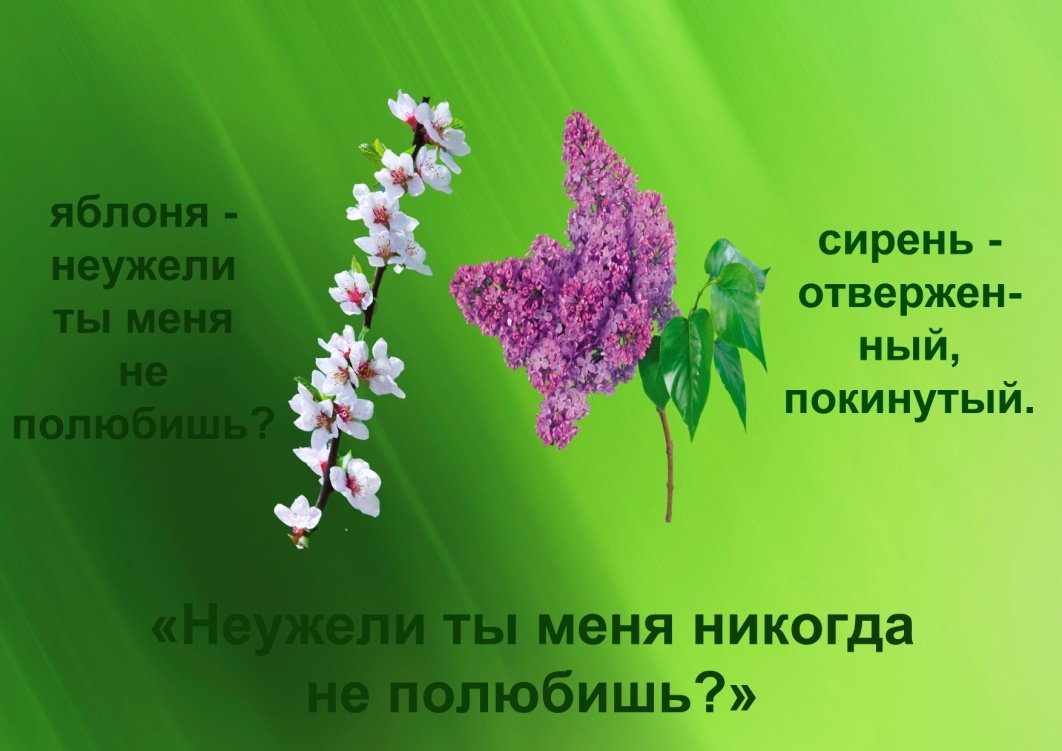 яблоня -
неужели
ты меня
не
полюбишь?
сирень -
отвержен-
ный,
покинутый.
«Неужели ты меня никогда
не полюбишь?»